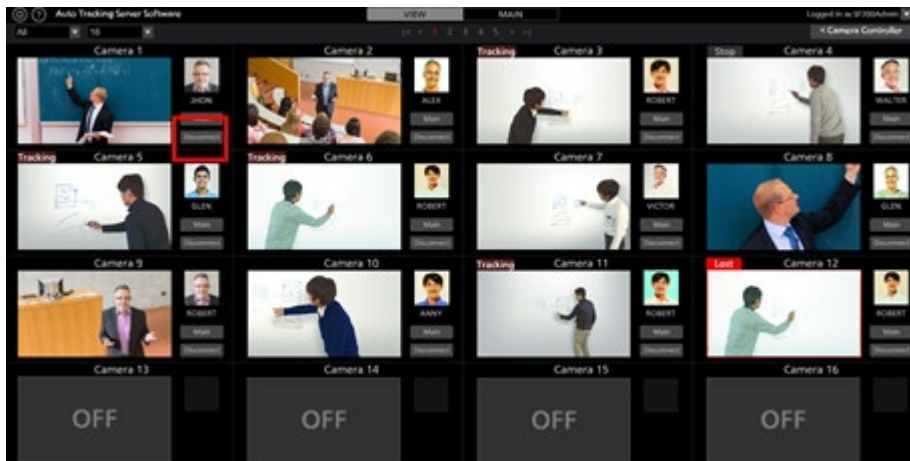 Auto Tracking Server Software
VIEW
MAIN
Logged in as
All
16
|< < 1 2 3 4 5 > >|
< Camera Controller
Camera 1
Camera 2
Tracking Camera 3
Stop Camera 4
JHON
ALEX
ROBERT
WALTER
Main
Main
Main
Disconnect
Disconnect
Disconnect
Disconnect
Tracking Camera 5
Tracking Camera 6
Camera 7
Camera 8
GLEN
ROBERT
VICTOR
GLEN
Main
Main
Main
Main
Disconnect
Disconnect
Disconnect
Disconnect
Camera 9
Camera 10
Tracking Camera 11
Lost Camera 12
ROBERT
ANNY
ROBERT
ROBERT
Main
Main
Main
Main
Disconnect
Disconnect
Disconnect
Disconnect
Camera 13
Camera 14
Camera 15
Camera 16
OFF
OFF
OFF
OFF